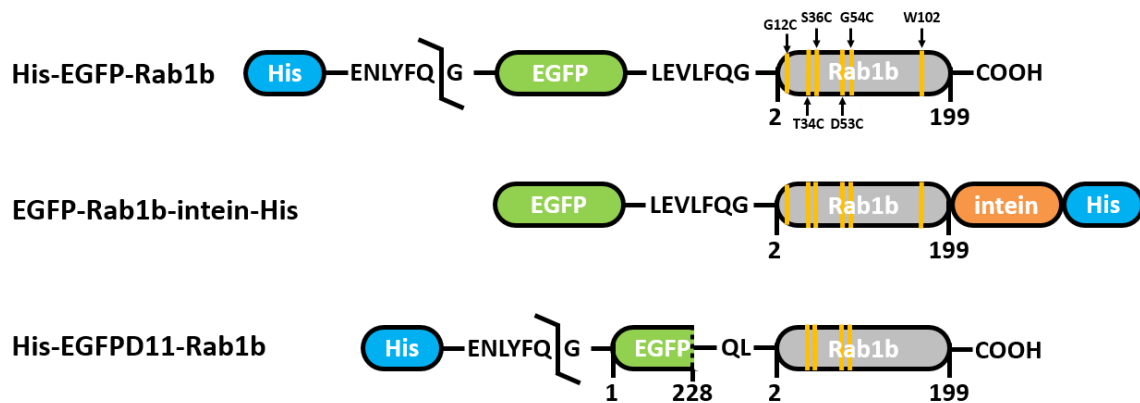 G12C S36C G54C W102
His-EGFP-Rab1b His ENLYFQ G EGFP LEVLFQG Rab1b COOH
2 T34C D53C 199
EGFP-Rab1b-intein-His EGFP LEVLFQG Rab1b intein His
2 199
His-EGFPD11-Rab1b His ENLYFQ G EGFP QL Rab1b COOH
1 228 2 199